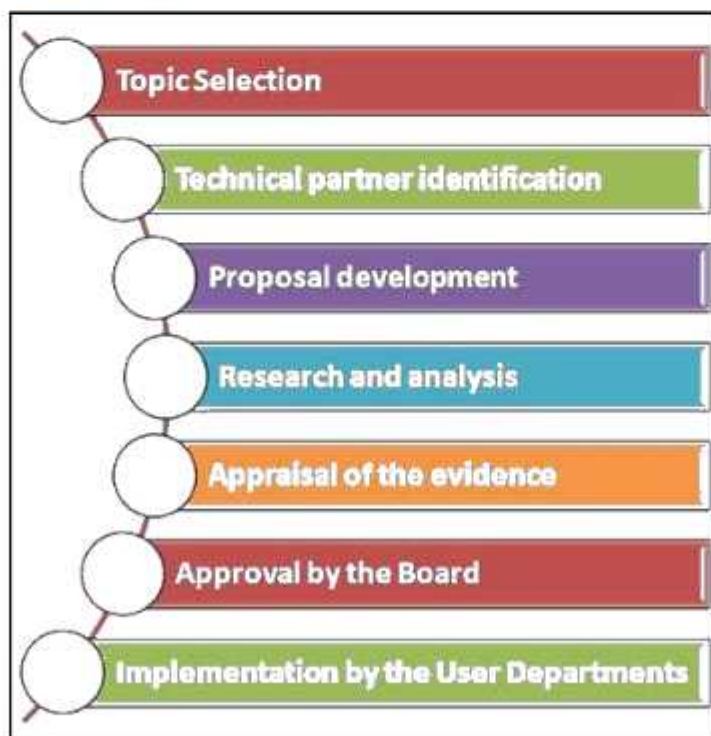 Topic Selection
Technical partner identification
Proposal development
Research and analysis
Appraisal of the evidence
Approval by the Board
Implementation by the User Departments